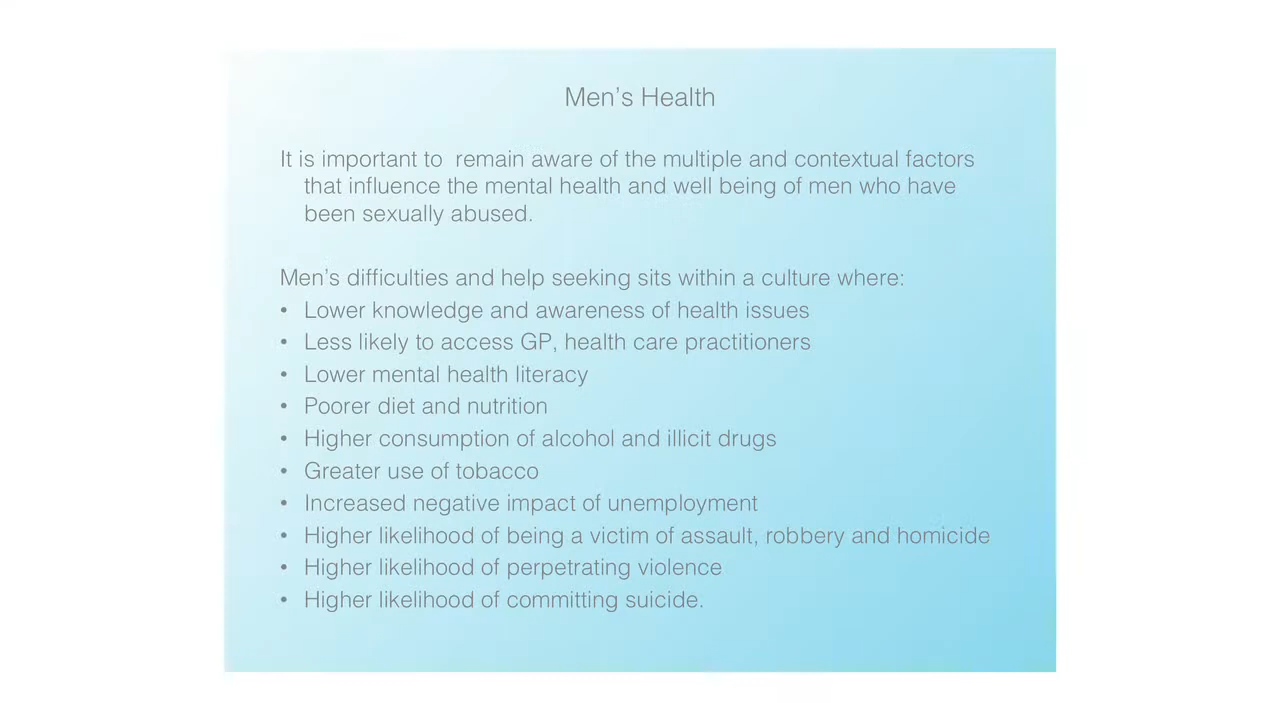 Men’s Health
It is important to  remain aware of the multiple and contextual factors
that influence the mental health and well being of men who have
been sexually abused.
Men’s difficulties and help seeking sits within a culture where:
• Lower knowledge and awareness of health issues
• Less likely to access GP, health care practitioners
• Lower mental health literacy
• Poorer diet and nutrition
• Higher consumption of alcohol and illicit drugs
• Greater use of tobacco
• Increased negative impact of unemployment
• Higher likelihood of being a victim of assault, robbery and homicide
• Higher likelihood of perpetrating violence
• Higher likelihood of committing suicide.